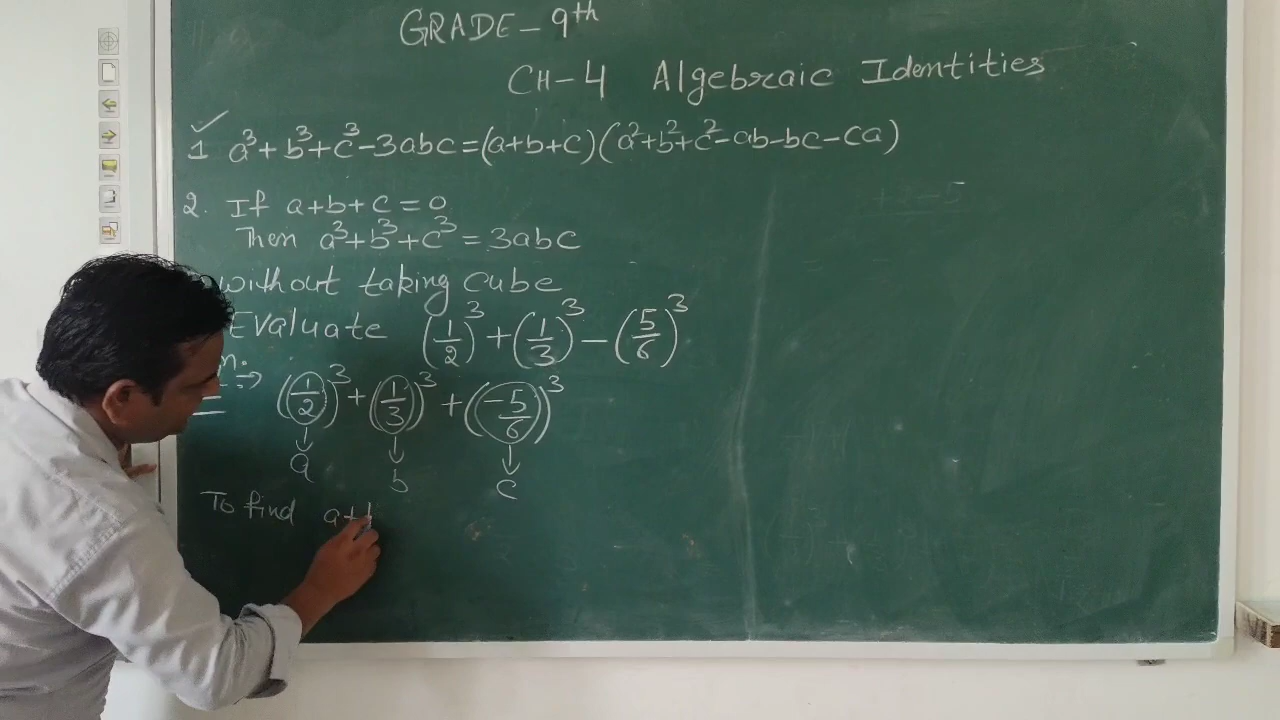 GRADE - 9th
CH-4 Algebraic Identities
✓
1 a³+b³+c³-3abc=(a+b+c)(a²+b²+c²-ab-bc-ca)
2. If a+b+c=0
Then a³+b³+c³=3abc
without taking cube
Evaluate (1/2)³+(1/3)³-(5/6)³
⇒ (1/2)³+(1/3)³+(-5/6)³
↓ ↓ ↓
a b c
To find a+